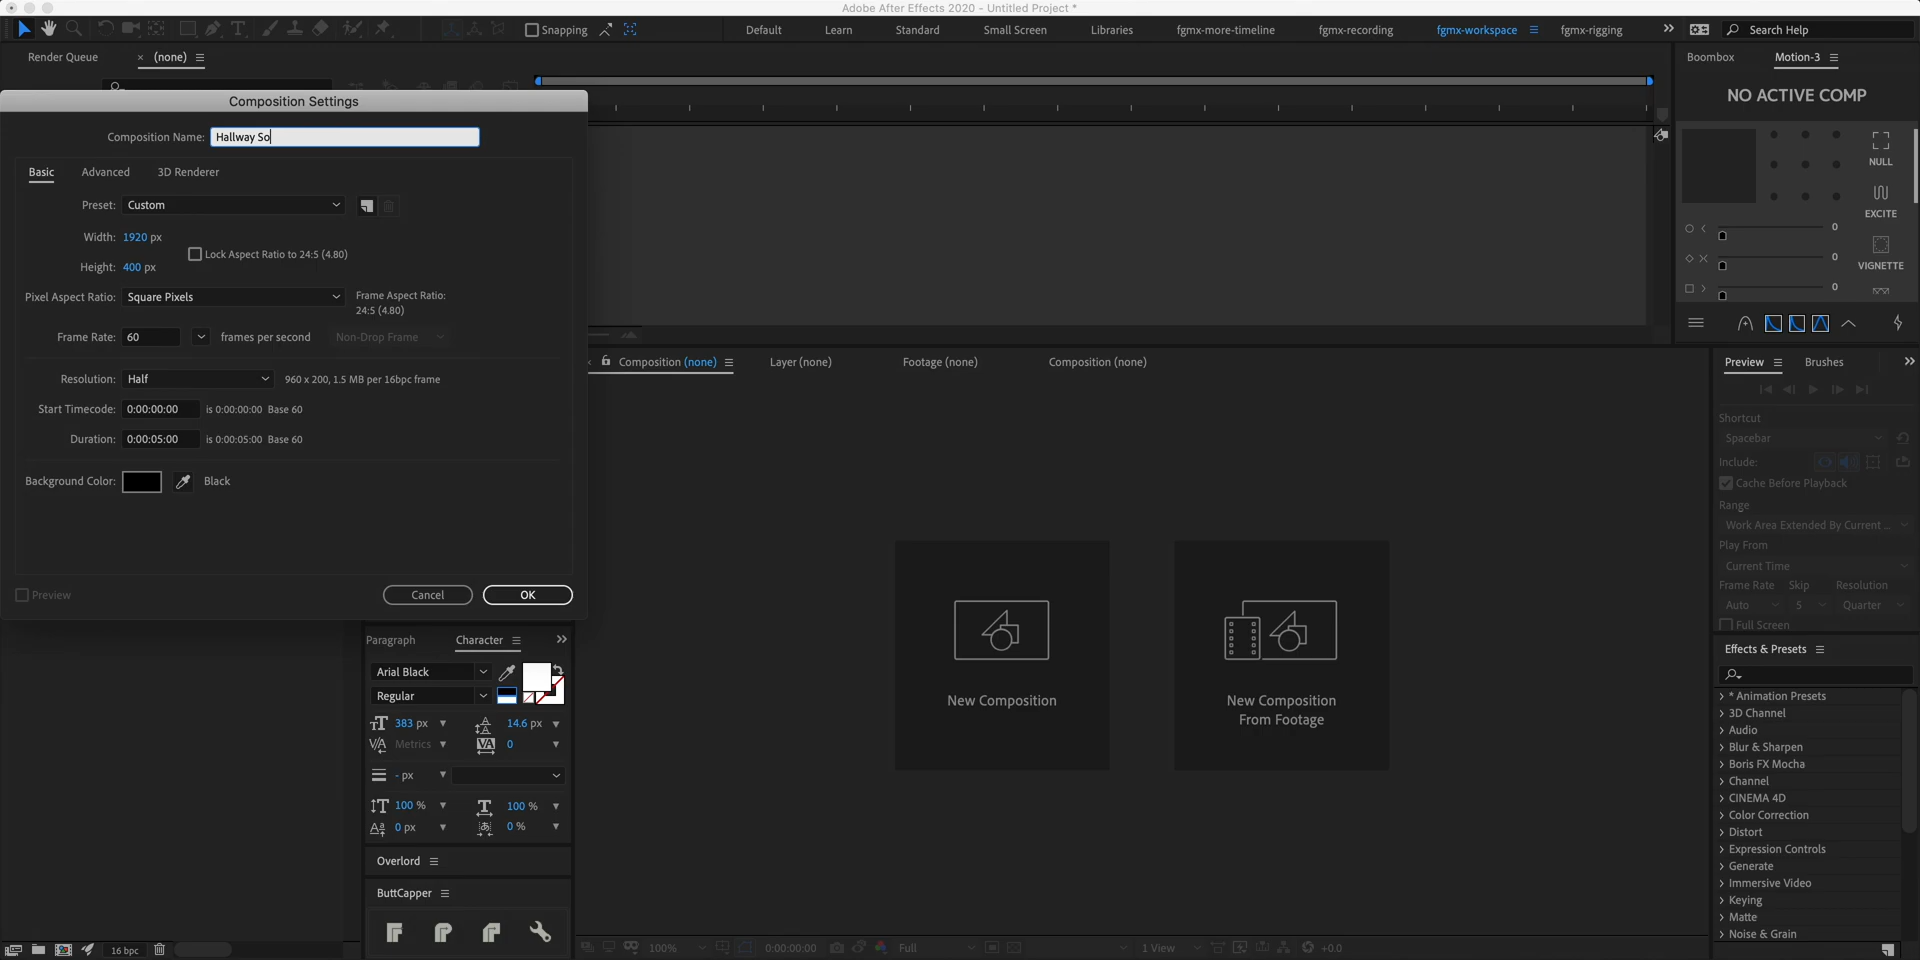 Adobe After Effects 2020 - Untitled Project *
Snapping
Default
Learn
Standard
Small Screen
Libraries
fgmx-more-timeline
fgmx-recording
fgmx-workspace
fgmx-rigging
Search Help
Render Queue
(none)
Boombox
Motion-3
NO ACTIVE COMP
NULL
EXCITE
VIGNETTE
0
0
0
Composition Settings
Composition Name:
Hallway So
Basic
Advanced
3D Renderer
Preset:
Custom
Width:
1920 px
Lock Aspect Ratio to 24:5 (4.80)
Height:
400 px
Pixel Aspect Ratio:
Square Pixels
Frame Aspect Ratio:
24:5 (4.80)
Frame Rate:
60
frames per second
Non-Drop Frame
Resolution:
Half
960 x 200, 1.5 MB per 16bpc frame
Start Timecode:
0:00:00:00
is 0:00:00:00 Base 60
Duration:
0:00:05:00
is 0:00:05:00 Base 60
Background Color:
Black
Preview
Cancel
OK
Composition (none)
Layer (none)
Footage (none)
Composition (none)
New Composition
New Composition
From Footage
Preview
Brushes
Shortcut
Spacebar
Include:
Cache Before Playback
Range
Work Area Extended By Current ...
Play From
Current Time
Frame Rate Skip Resolution
Auto 5 Quarter
Full Screen
Effects & Presets
* Animation Presets
3D Channel
Audio
Blur & Sharpen
Boris FX Mocha
Channel
CINEMA 4D
Color Correction
Distort
Expression Controls
Generate
Immersive Video
Keying
Matte
Noise & Grain
Paragraph
Character
Arial Black
Regular
383 px
14.6 px
Metrics
0
- px
100 %
100 %
0 px
0 %
Overlord
ButtCapper
16 bpc
100%
0:00:00:00
Full
1 View
+0.0